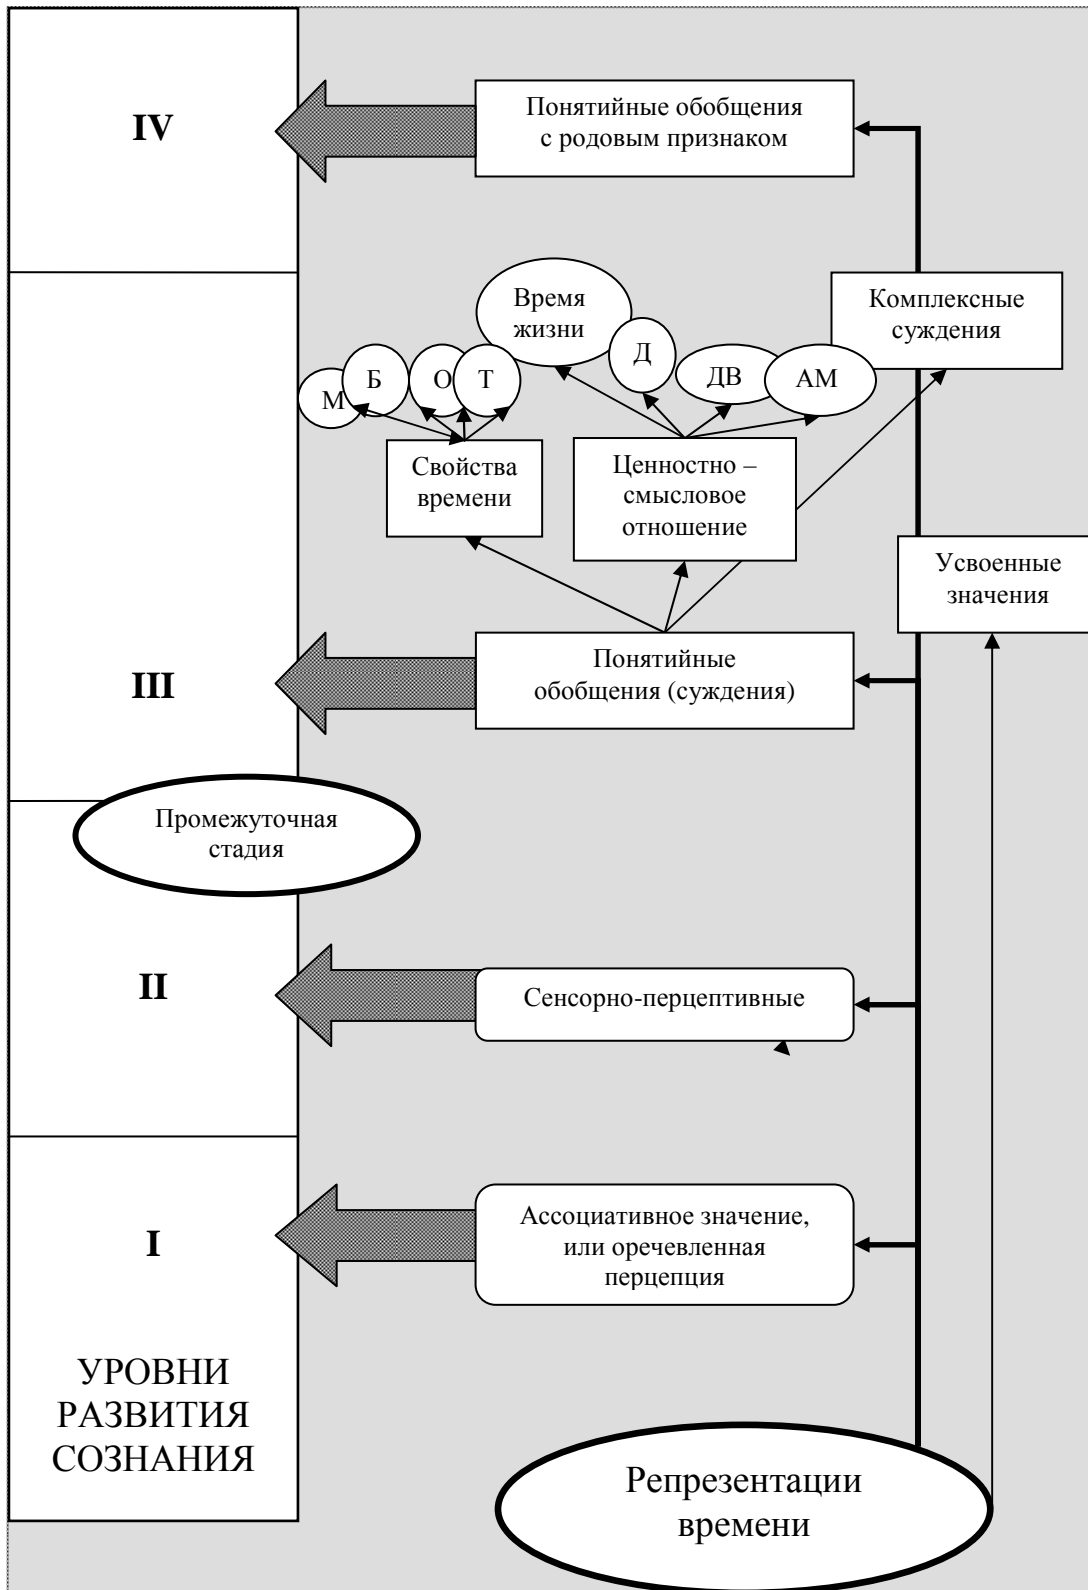 IV
Понятийные обобщения
с родовым признаком
Время
жизни
Комплексные
суждения
М
Б
О
Т
Д
ДВ
АМ
Свойства
времени
Ценностно –
смысловое
отношение
Усвоенные
значения
III
Понятийные
обобщения (суждения)
Промежуточная
стадия
II
Сенсорно-перцептивные
I
Ассоциативное значение,
или оречевленная
перцепция
УРОВНИ
РАЗВИТИЯ
СОЗНАНИЯ
Репрезентации
времени